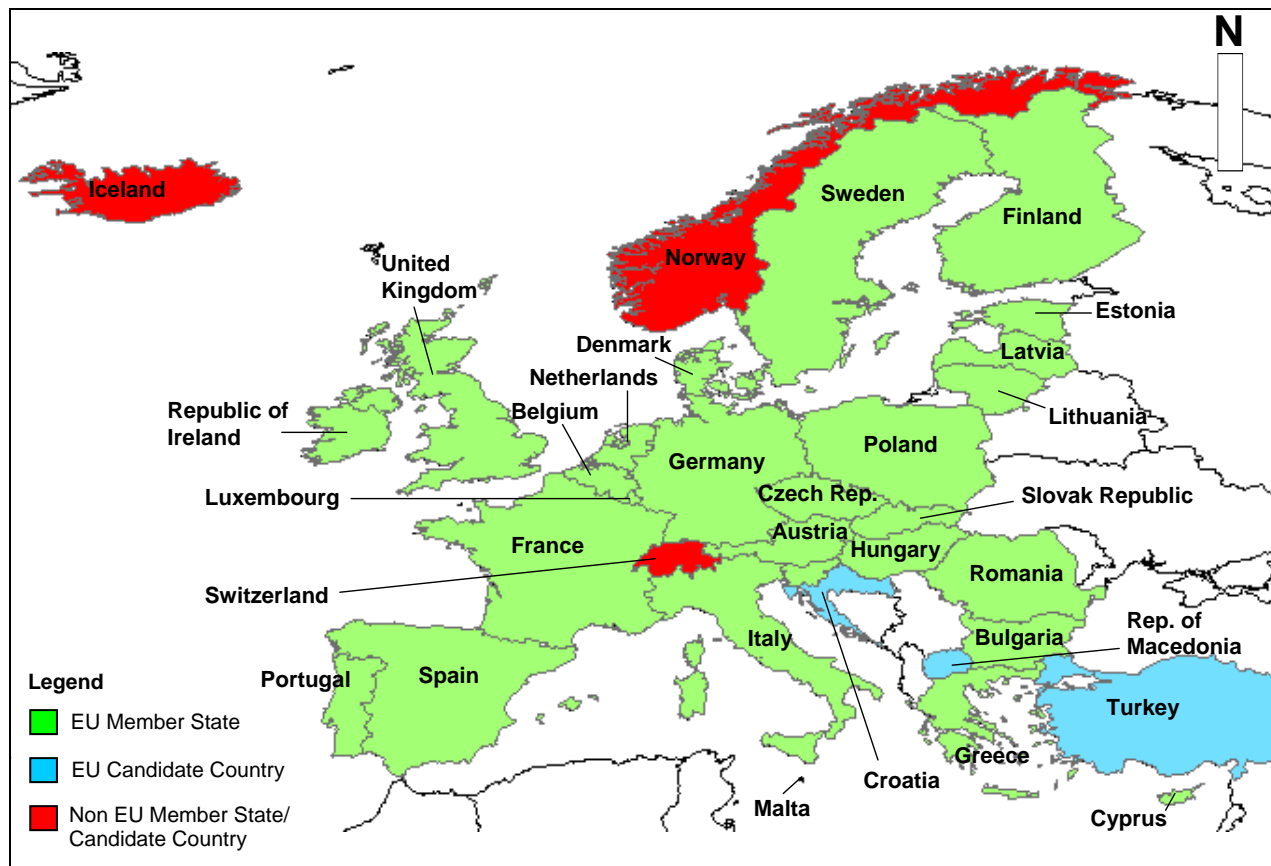 N
Iceland
Sweden
Finland
Norway
United
Kingdom
Estonia
Denmark
Latvia
Netherlands
Belgium
Lithuania
Republic of
Ireland
Poland
Germany
Czech Rep.
Slovak Republic
Luxembourg
Austria
France
Hungary
Romania
Switzerland
Rep. of
Macedonia
Bulgaria
Italy
Spain
Portugal
Turkey
Greece
Croatia
Malta
Cyprus
Legend
EU Member State
EU Candidate Country
Non EU Member State/
Candidate Country